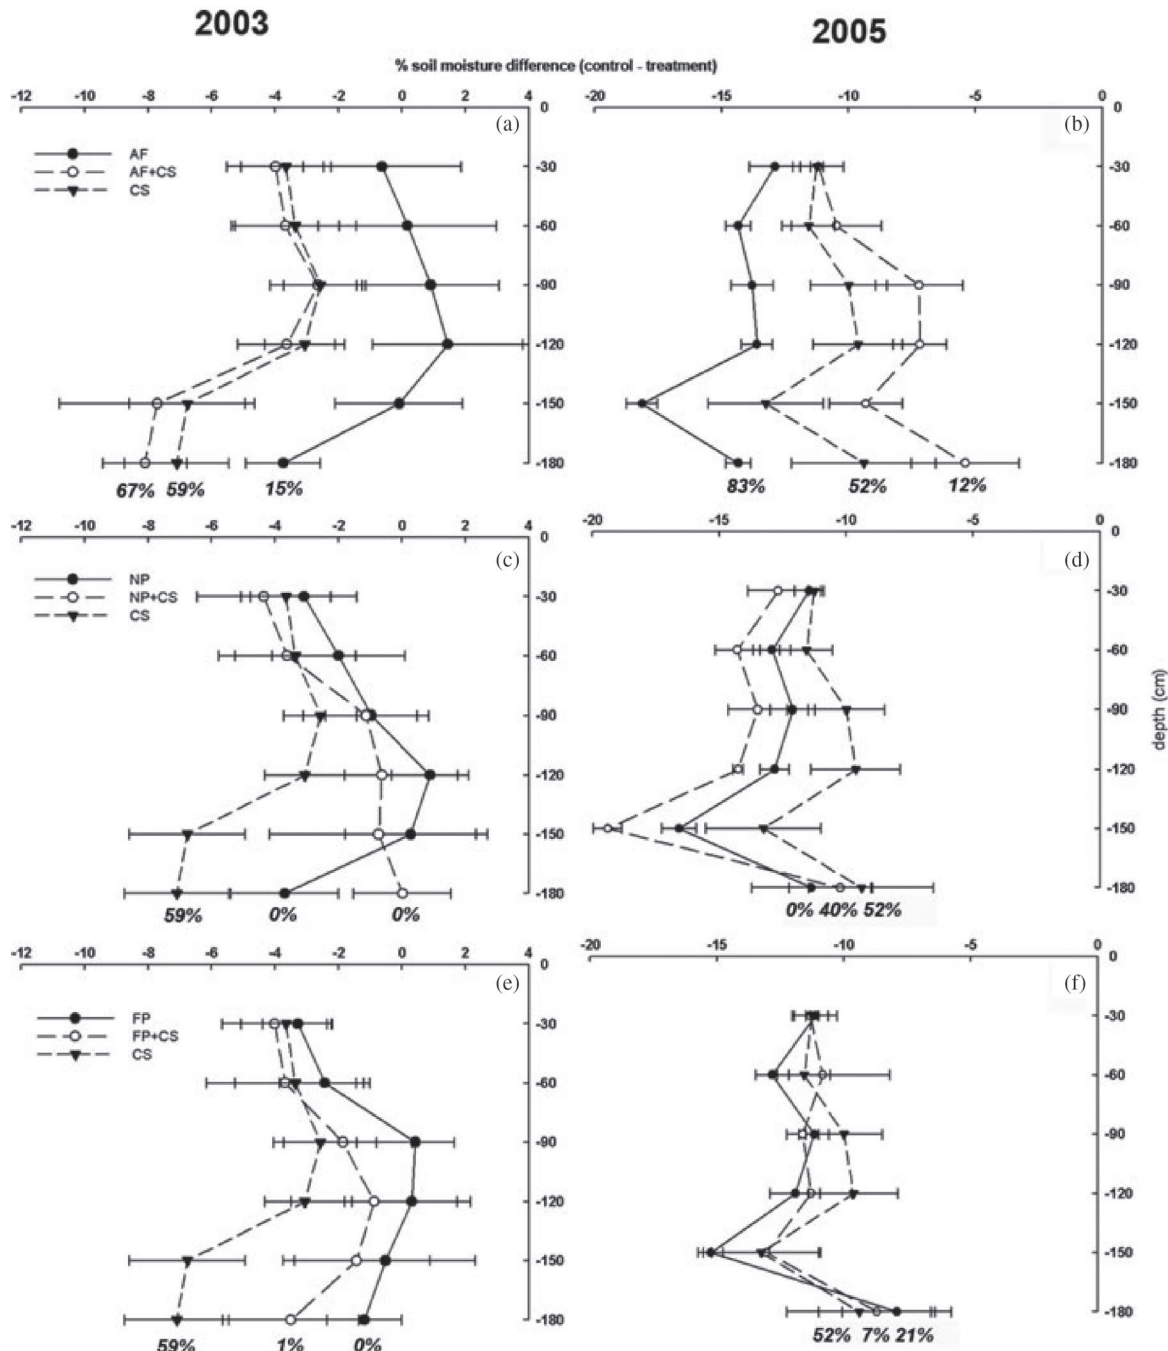 2003
2005
% soil moisture difference (control - treatment)
-12 -10 -8 -6 -4 -2 0 2 4
0
-20 -15 -10 -5 0
0
(a)
(b)
AF
AF+CS
CS
-30
-60
-90
-120
-150
-180
-30
-60
-90
-120
-150
-180
67% 59% 15%
83% 52% 12%
-12 -10 -8 -6 -4 -2 0 2 4
0
-20 -15 -10 -5 0
0
(c)
(d)
NP
NP+CS
CS
-30
-60
-90
-120
-150
-180
-30
-60
-90
-120
-150
-180
depth (cm)
59% 0% 0%
0% 40% 52%
-12 -10 -8 -6 -4 -2 0 2 4
0
-20 -15 -10 -5 0
0
(e)
(f)
FP
FP+CS
CS
-30
-60
-90
-120
-150
-180
-30
-60
-90
-120
-150
-180
59% 1% 0%
52% 7% 21%